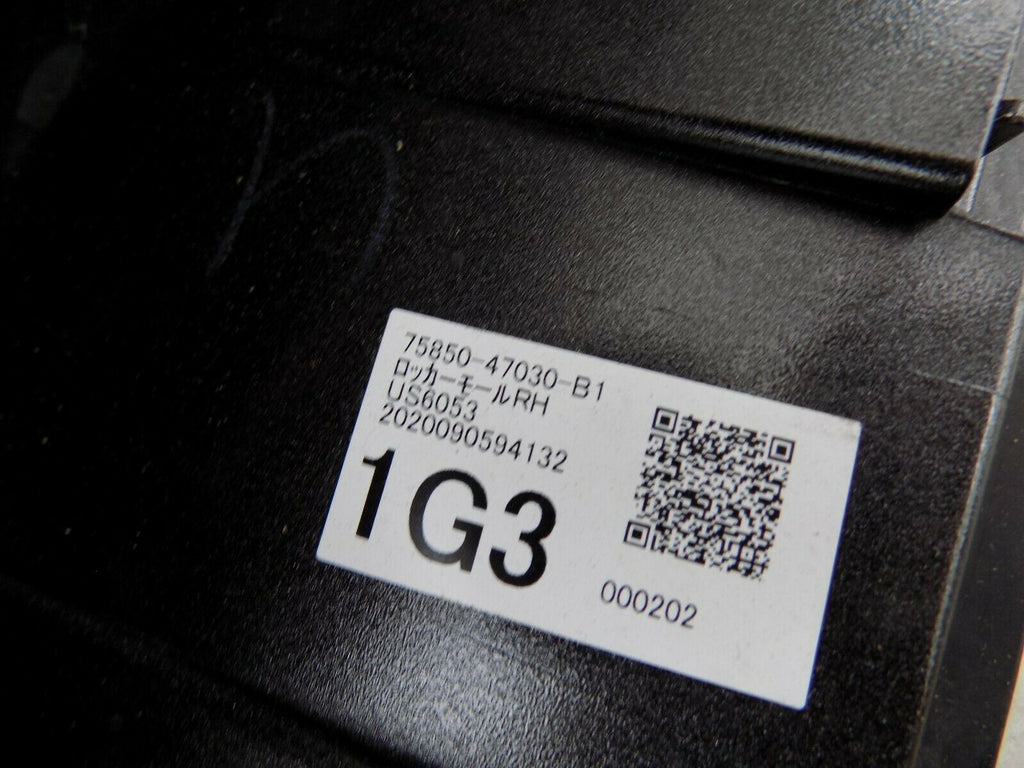 75850-47030-B1
ﾛｯｶｰﾓｰﾙRH
US6053
2020090594132
1G3
000202